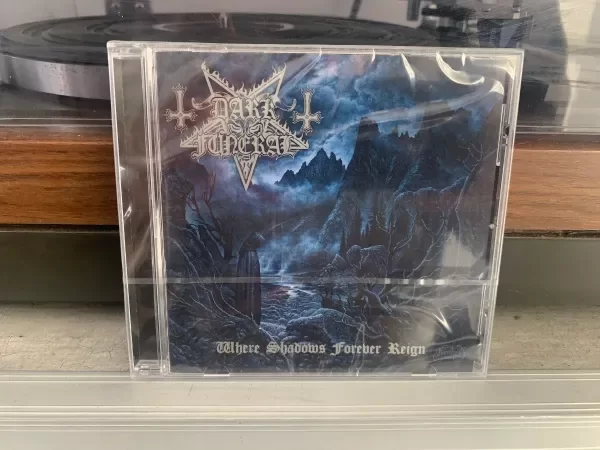 DARK
FUNERAL
Where Shadows Forever Reign